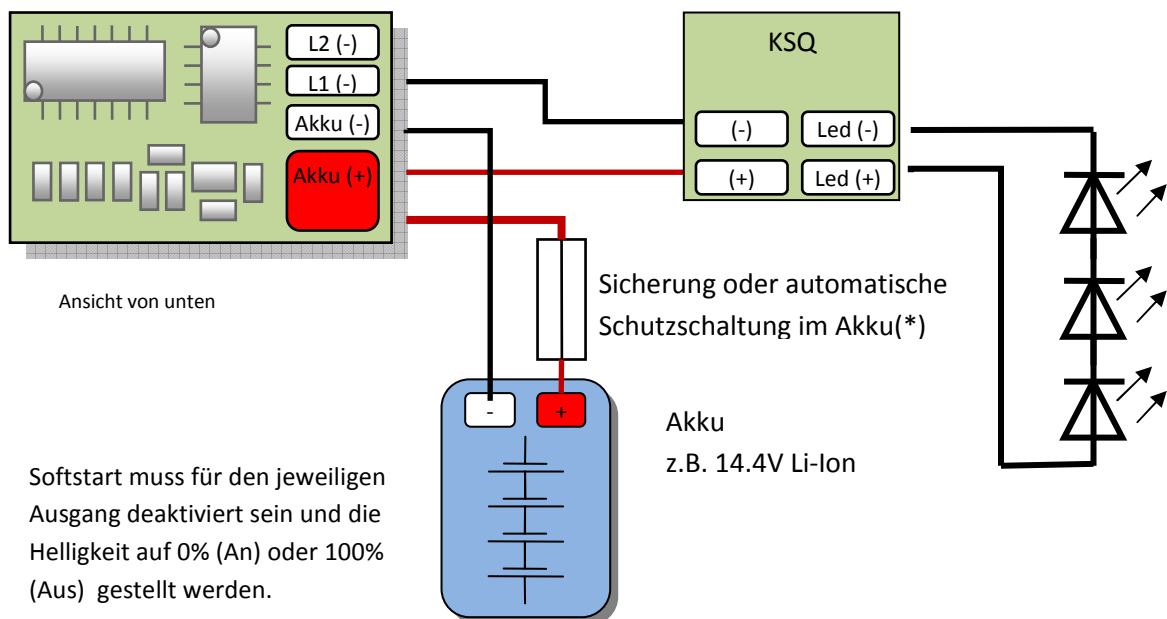 L2 (-)
L1 (-)
Akku (-)
Akku (+)
KSQ
(-)
Led (-)
(+)
Led (+)
Ansicht von unten
Sicherung oder automatische
Schutzschaltung im Akku(*)
-
+
Akku
z.B. 14.4V Li-Ion
Softstart muss für den jeweiligen
Ausgang deaktiviert sein und die
Helligkeit auf 0% (An) oder 100%
(Aus) gestellt werden.